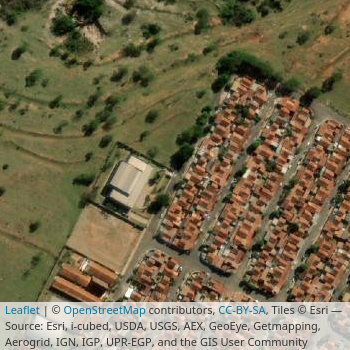 Leaflet | © OpenStreetMap contributors, CC-BY-SA, Tiles © Esri —
Source: Esri, i-cubed, USDA, USGS, AEX, GeoEye, Getmapping,
Aerogrid, IGN, IGP, UPR-EGP, and the GIS User Community